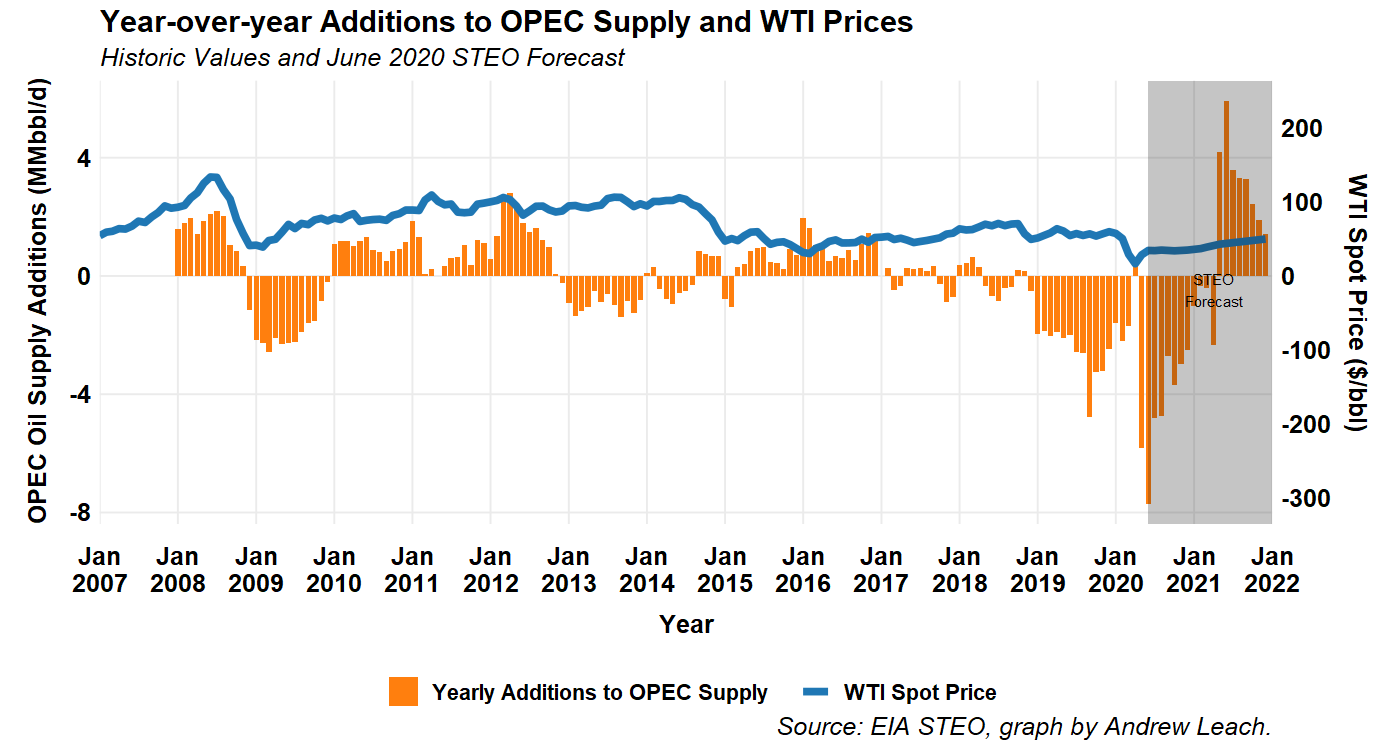 Year-over-year Additions to OPEC Supply and WTI Prices
Historic Values and June 2020 STEO Forecast
OPEC Oil Supply Additions (MMbbl/d)
4
0
-4
-8
200
100
0
-100
-200
-300
WTI Spot Price ($/bbl)
STEO
Forecast
Jan Jan Jan Jan Jan Jan Jan Jan Jan Jan Jan Jan Jan Jan Jan Jan
2007 2008 2009 2010 2011 2012 2013 2014 2015 2016 2017 2018 2019 2020 2021 2022
Year
Yearly Additions to OPEC Supply WTI Spot Price
Source: EIA STEO, graph by Andrew Leach.